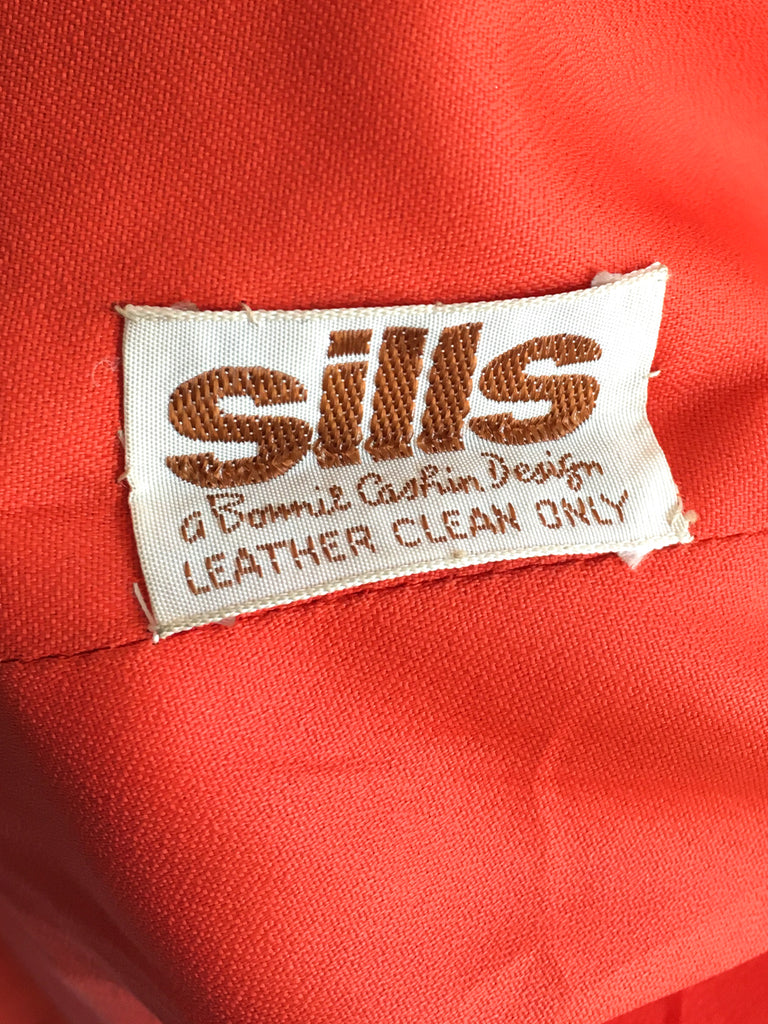 sills
a Bonnie Cashin Design
LEATHER CLEAN ONLY